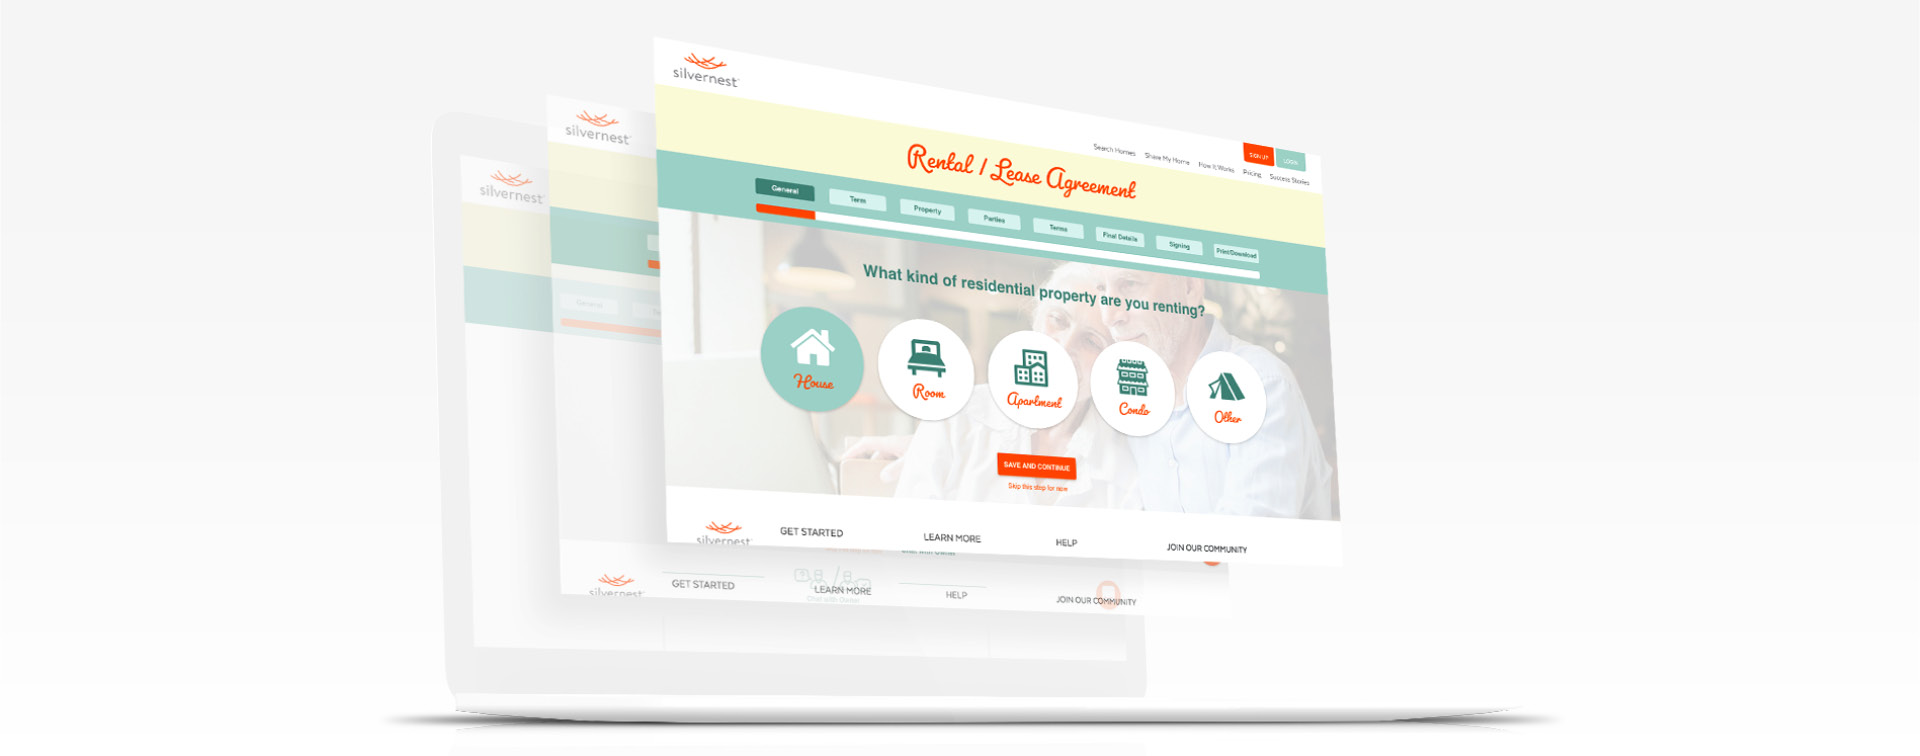 silvernest
Search Homes
Share My Home
How It Works
Pricing
Success Stories
SIGN UP
LOGIN
Rental / Lease Agreement
General
Term
Property
Parties
Terms
Final Details
Signing
Print/Download
What kind of residential property are you renting?
House
Room
Apartment
Condo
Other
SAVE AND CONTINUE
Skip this step for now
silvernest
GET STARTED
LEARN MORE
HELP
JOIN OUR COMMUNITY
silvernest
silvernest
GET STARTED
LEARN MORE
HELP
JOIN OUR COMMUNITY
Chat with Owner
silvernest
General